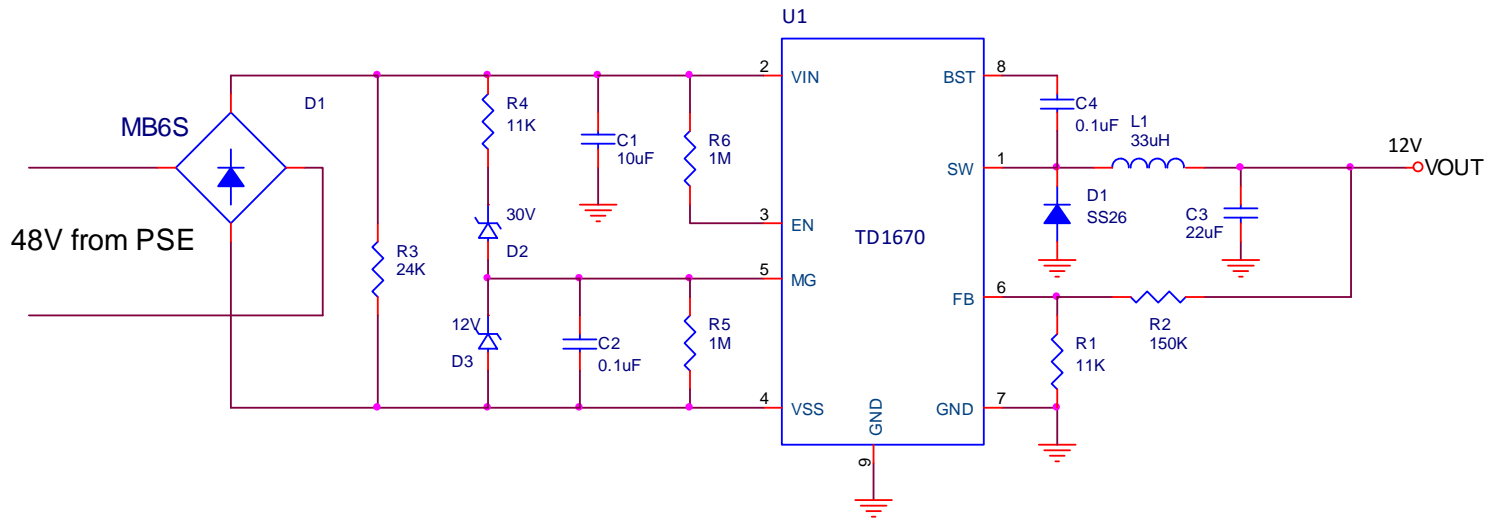 U1
2
VIN
BST
8
D1
R4
11K
MB6S
C1
10uF
R6
1M
C4
0.1uF
L1
33uH
12V
VOUT
SW
1
D1
SS26
C3
22uF
30V
D2
3
EN
TD1670
48V from PSE
R3
24K
5
MG
FB
6
R2
150K
12V
D3
C2
0.1uF
R5
1M
R1
11K
4
VSS
GND
GND
7
9